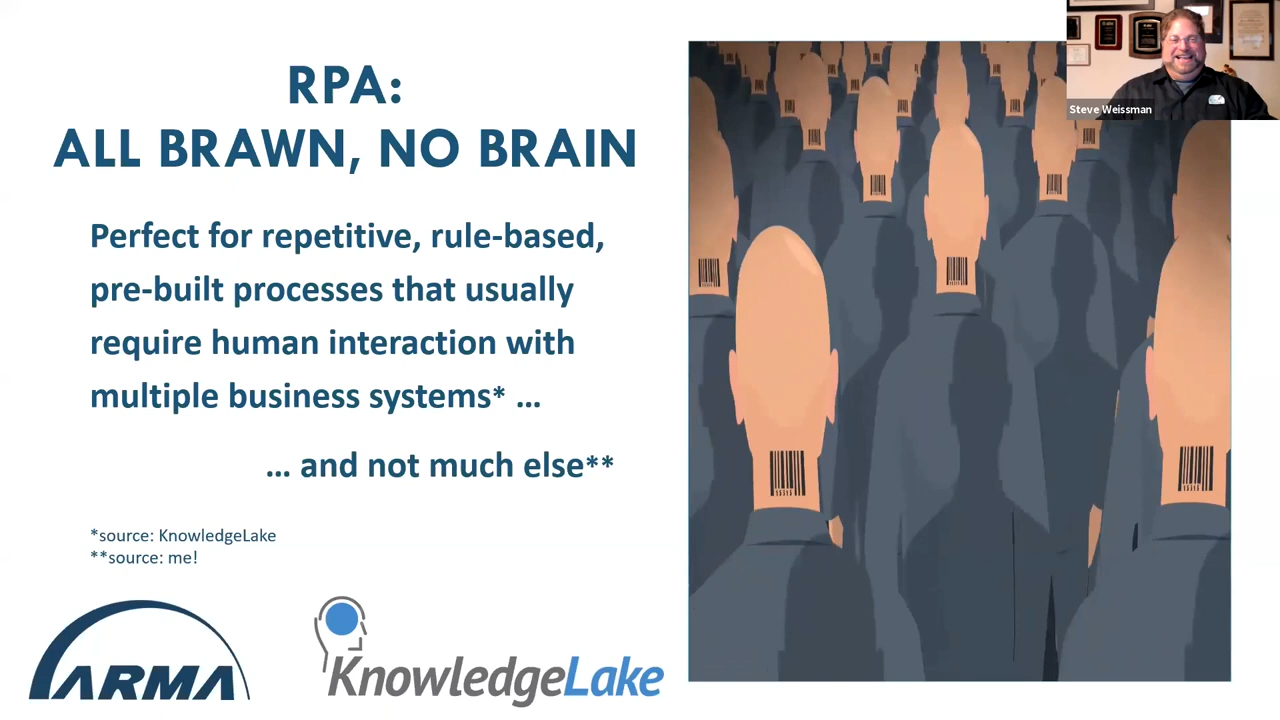 RPA:
ALL BRAWN, NO BRAIN
Perfect for repetitive, rule-based,
pre-built processes that usually
require human interaction with
multiple business systems* …
… and not much else**
*source: KnowledgeLake
**source: me!
ARMA
KnowledgeLake
Steve Weissman